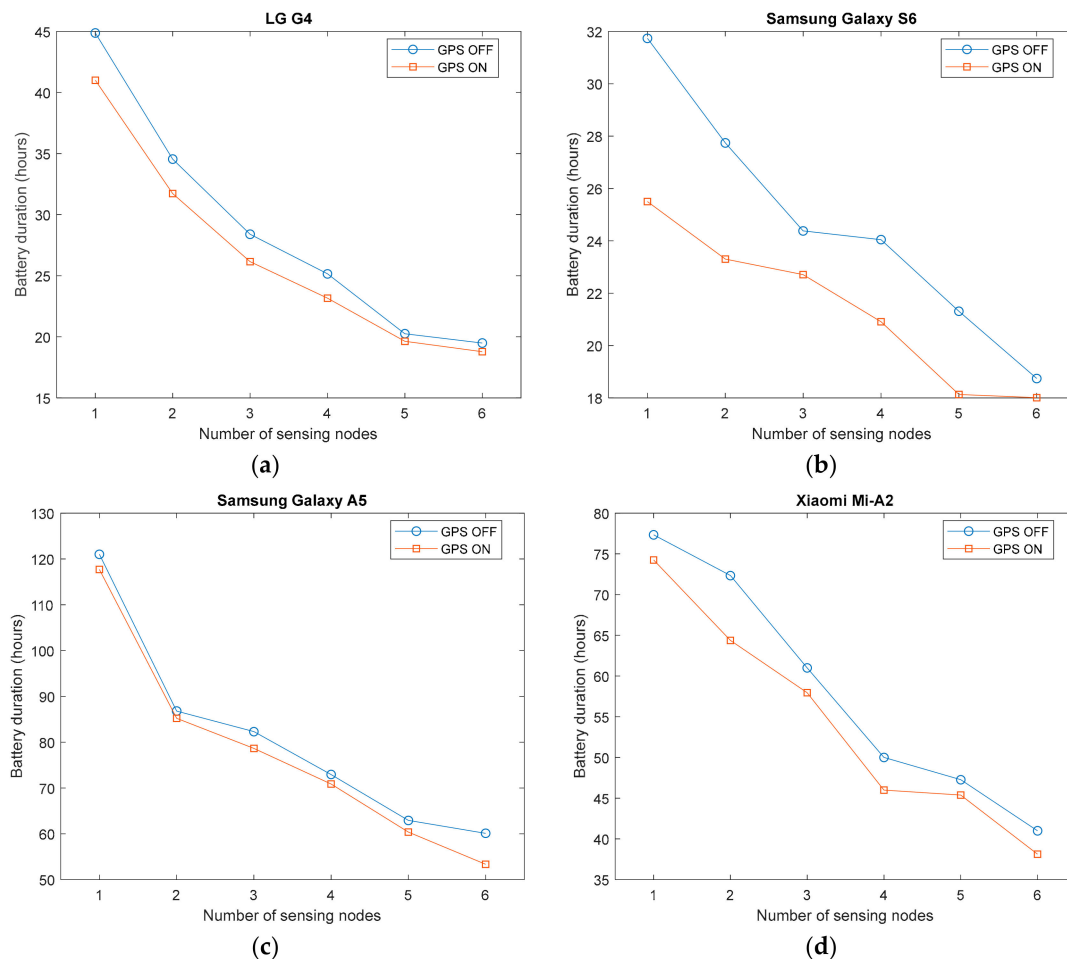 LG G4
45
40
35
30
25
20
15
Battery duration (hours)
GPS OFF
GPS ON
1 2 3 4 5 6
Number of sensing nodes
(a)
Samsung Galaxy S6
32
30
28
26
24
22
20
18
Battery duration (hours)
GPS OFF
GPS ON
1 2 3 4 5 6
Number of sensing nodes
(b)
Samsung Galaxy A5
130
120
110
100
90
80
70
60
50
Battery duration (hours)
GPS OFF
GPS ON
1 2 3 4 5 6
Number of sensing nodes
(c)
Xiaomi Mi-A2
80
75
70
65
60
55
50
45
40
35
Battery duration (hours)
GPS OFF
GPS ON
1 2 3 4 5 6
Number of sensing nodes
(d)